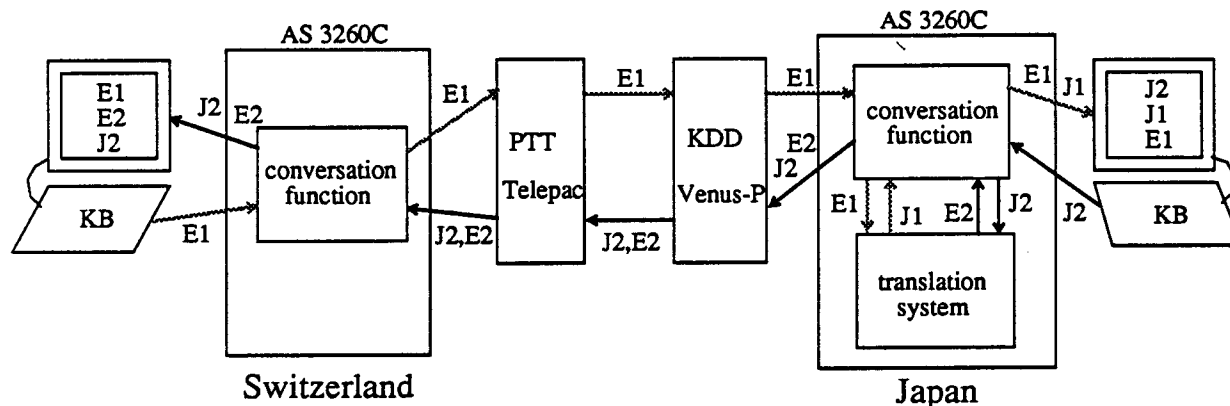 AS 3260C
AS 3260C
E1
E2
J2
KB
J2
E2
E1
conversation
function
E1
J2,E2
PTT
Telepac
E1
J2,E2
KDD
Venus-P
E1
E2
J2
conversation
function
E1
J1
E2
J2
translation
system
E1
J1
J2
J2
J1
E1
KB
Switzerland
Japan